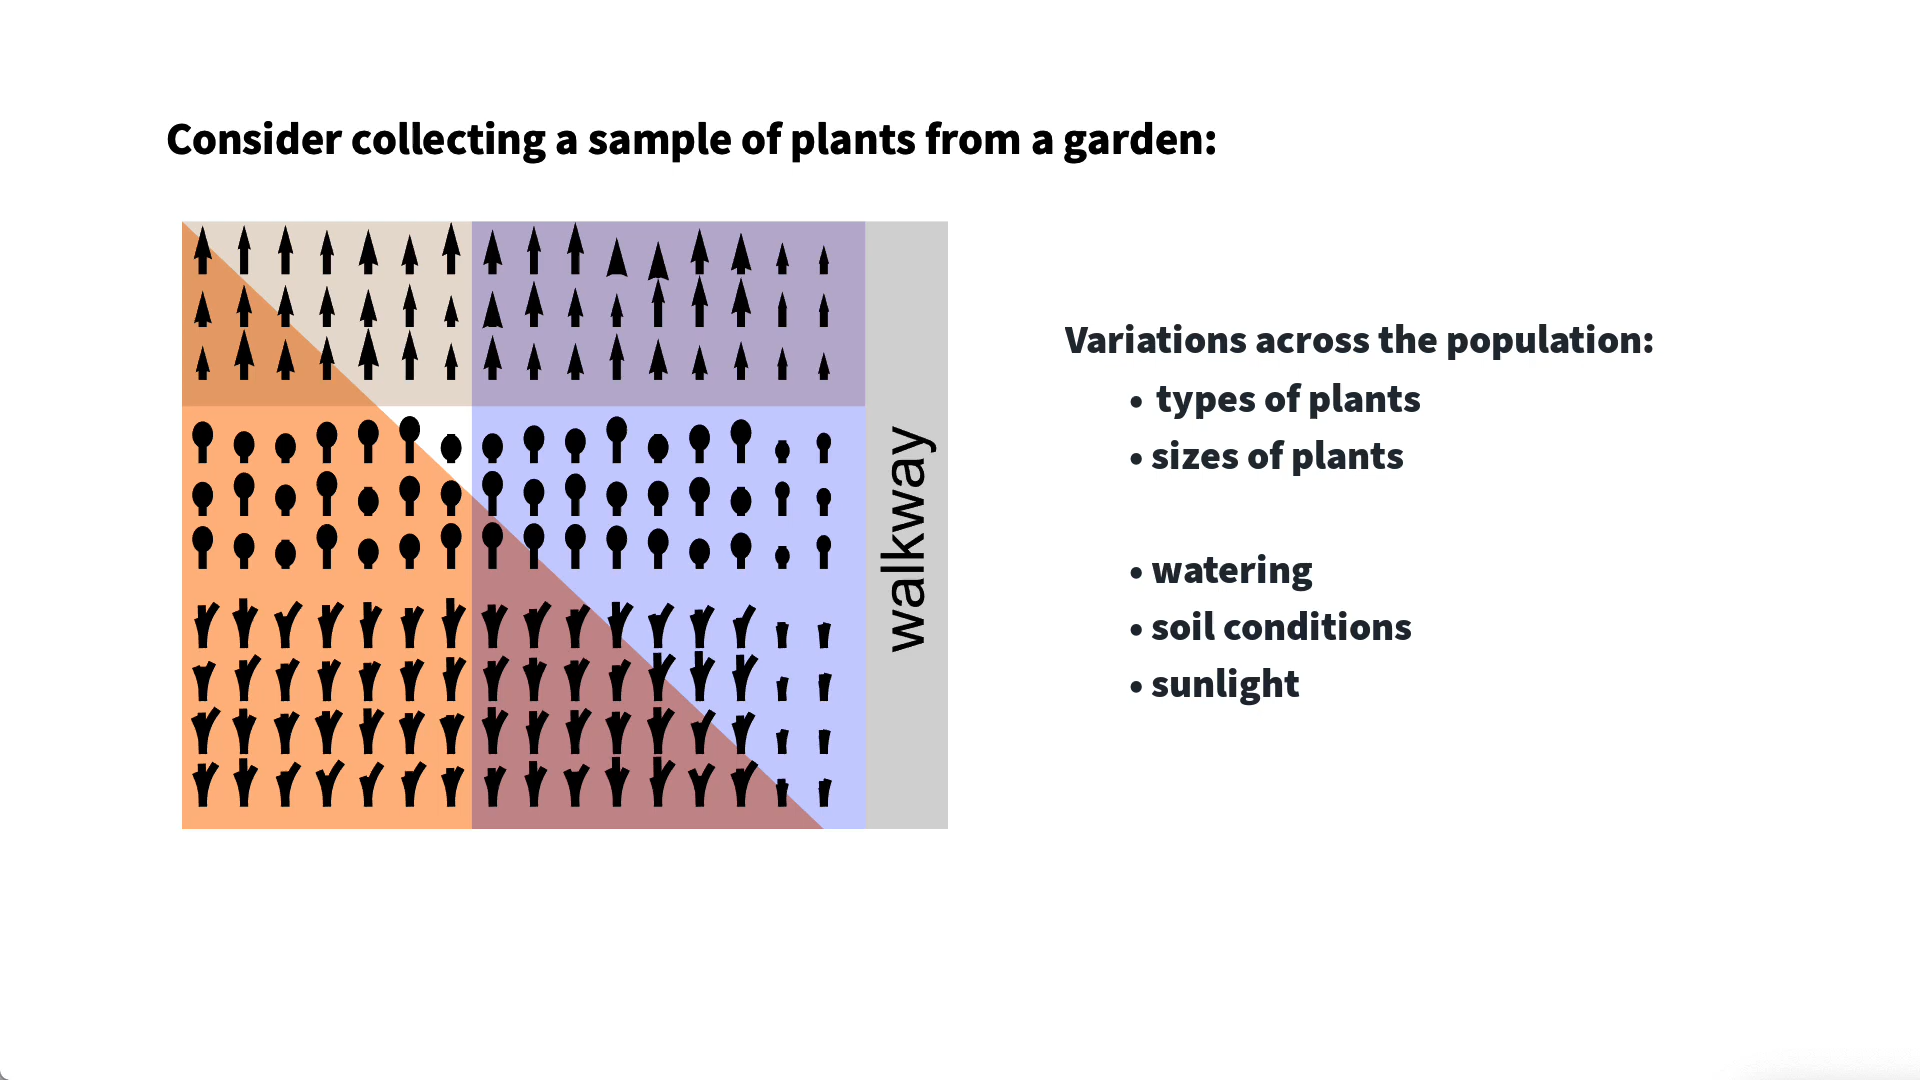 Consider collecting a sample of plants from a garden:
walkway
Variations across the population:
• types of plants
• sizes of plants
• watering
• soil conditions
• sunlight